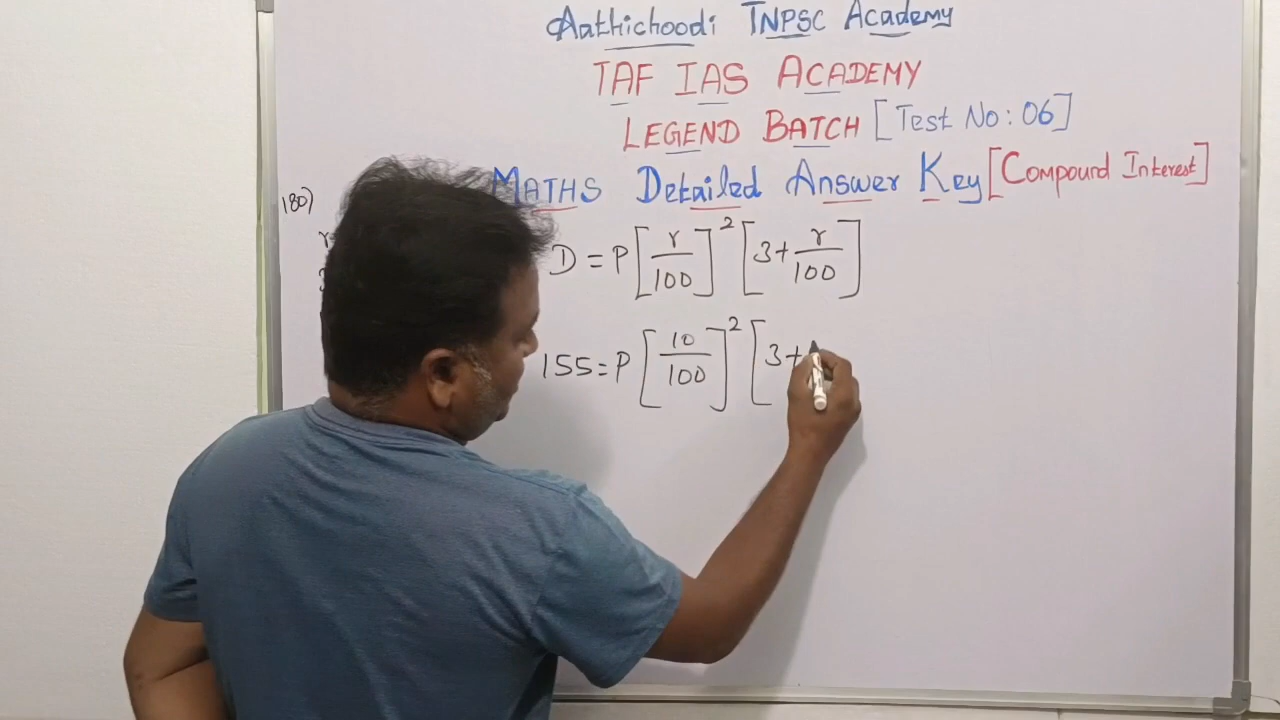 Aathichoodi TNPSC Academy
TAF IAS ACADEMY
LEGEND BATCH [Test No: 06]
MATHS Detailed Answer Key [Compound Interest]
180)
r
3
D = P[r/100]²[3+r/100]
155 = P[10/100]²[3+